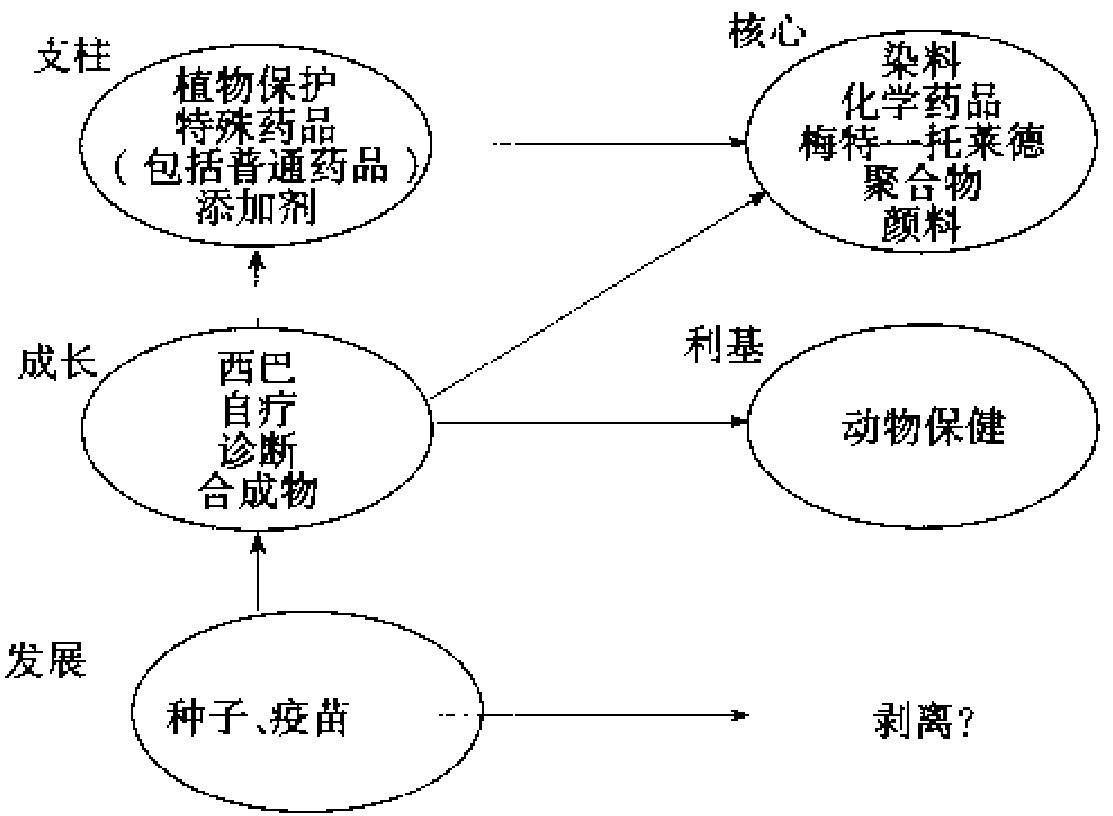 支柱
植物保护
特殊药品
（包括普通药品）
添加剂
核心
染料
化学药品
梅特一托莱德
聚合物
颜料
成长
西巴
自疗
诊断
合成物
利基
动物保健
发展
种子、疫苗
剥离?